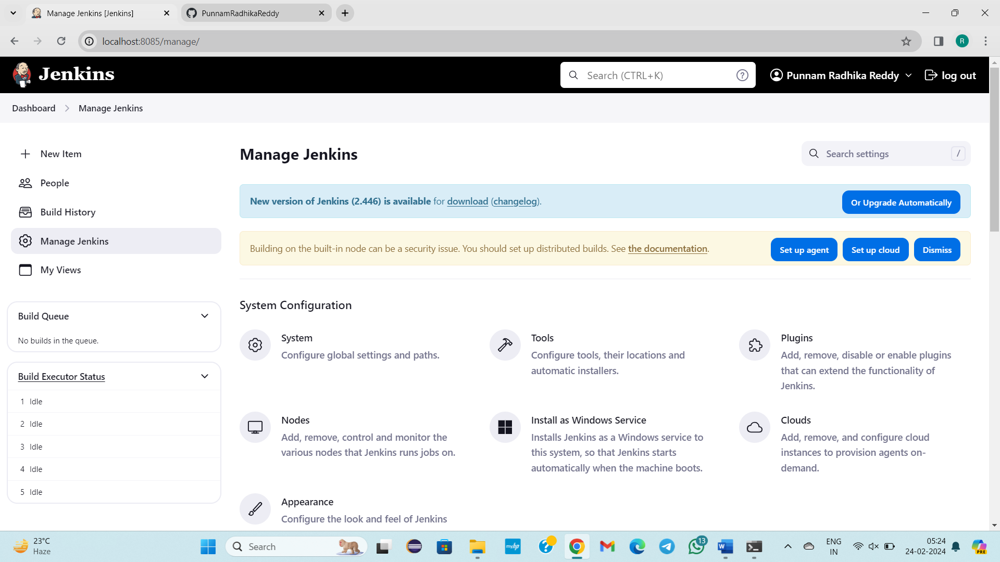 Manage Jenkins [Jenkins]
PunnamRadhikaReddy
localhost:8085/manage/
R
Jenkins
Search (CTRL+K)
?
Punnam Radhika Reddy
log out
Dashboard
Manage Jenkins
New Item
People
Build History
Manage Jenkins
My Views
Build Queue
No builds in the queue.
Build Executor Status
1 Idle
2 Idle
3 Idle
4 Idle
5 Idle
Manage Jenkins
Search settings
/
New version of Jenkins (2.446) is available for download (changelog).
Or Upgrade Automatically
Building on the built-in node can be a security issue. You should set up distributed builds. See the documentation.
Set up agent
Set up cloud
Dismiss
System Configuration
System
Configure global settings and paths.
Tools
Configure tools, their locations and
automatic installers.
Plugins
Add, remove, disable or enable plugins
that can extend the functionality of
Jenkins.
Nodes
Add, remove, control and monitor the
various nodes that Jenkins runs jobs on.
Install as Windows Service
Installs Jenkins as a Windows service to
this system, so that Jenkins starts
automatically when the machine boots.
Clouds
Add, remove, and configure cloud
instances to provision agents on-
demand.
Appearance
Configure the look and feel of Jenkins
23°C
Haze
Search
myhp
?
13
W
ENG
IN
05:24
24-02-2024
PRE